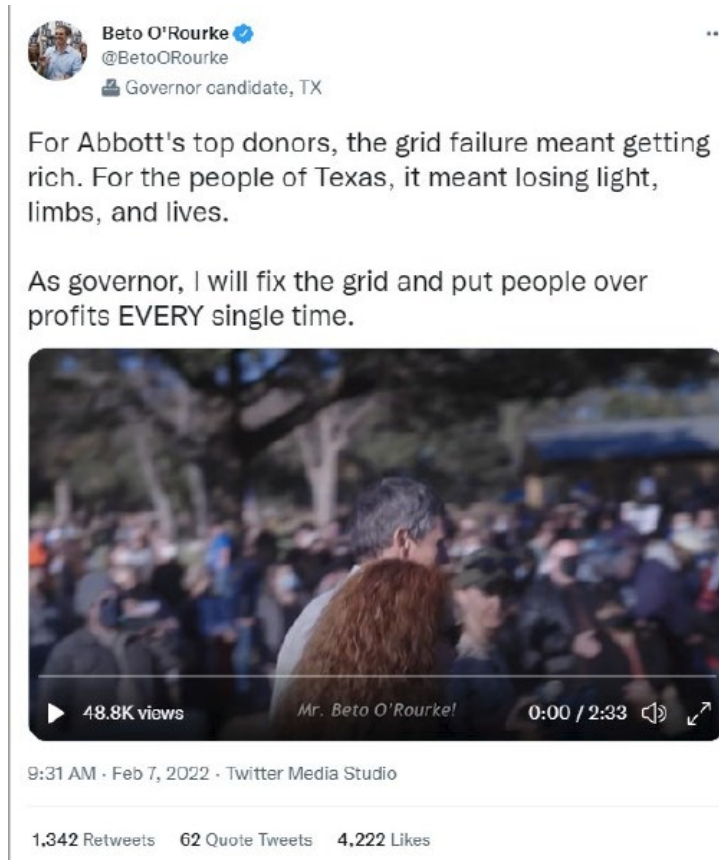 Beto O'Rourke
@BetoORourke
Governor candidate, TX
For Abbott's top donors, the grid failure meant getting
rich. For the people of Texas, it meant losing light,
limbs, and lives.
As governor, I will fix the grid and put people over
profits EVERY single time.
48.8K views
Mr. Beto O'Rourke!
0:00 / 2:33
9:31 AM · Feb 7, 2022 · Twitter Media Studio
1,342 Retweets 62 Quote Tweets 4,222 Likes